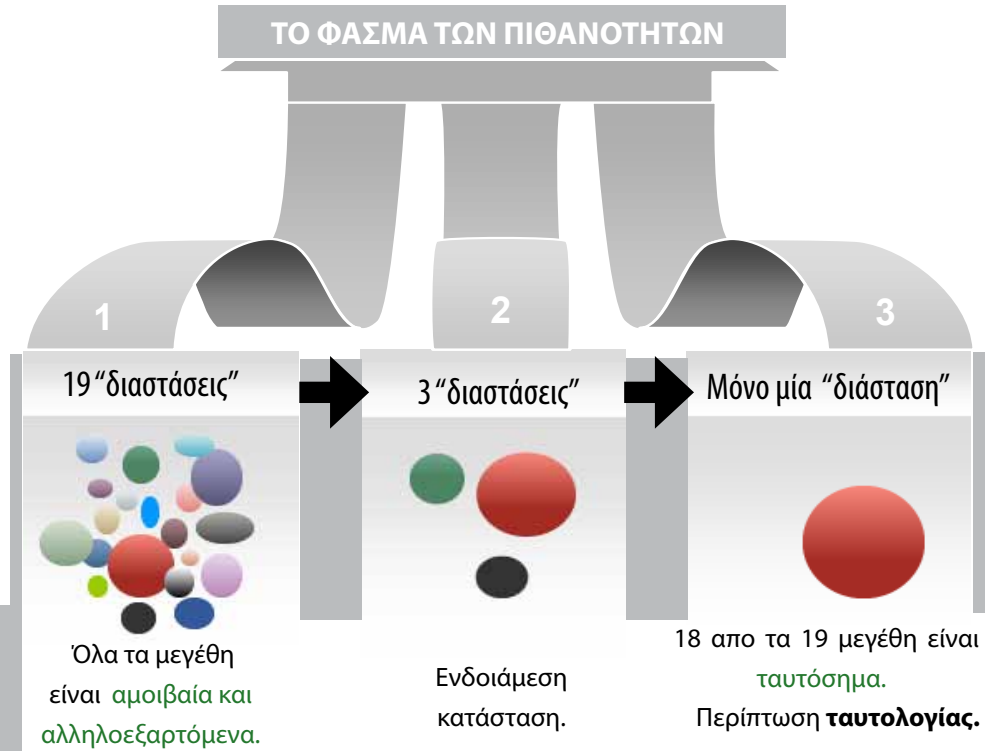 ΤΟ ΦΑΣΜΑ ΤΩΝ ΠΙΘΑΝΟΤΗΤΩΝ
1
2
3
19 “διαστάσεις”
3 “διαστάσεις”
Μόνο μία “διάσταση”
Όλα τα μεγέθη
είναι αμοιβαία και
αλληλοεξαρτόμενα.
Ενδοιάμεση
κατάσταση.
18 απο τα 19 μεγέθη είναι
ταυτόσημα.
Περίπτωση ταυτολογίας.